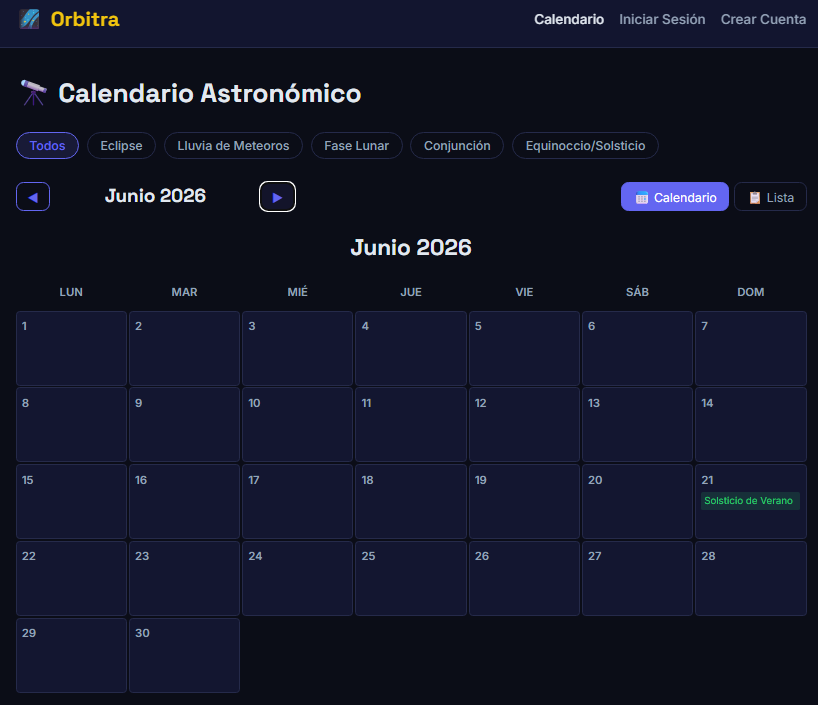 Orbitra Calendario Iniciar Sesión Crear Cuenta
Calendario Astronómico
Todos Eclipse Lluvia de Meteoros Fase Lunar Conjunción Equinoccio/Solsticio
◀ Junio 2026 ▶ Calendario Lista
Junio 2026
LUN MAR MIÉ JUE VIE SÁB DOM
1 2 3 4 5 6 7
8 9 10 11 12 13 14
15 16 17 18 19 20 21
Solsticio de Verano
22 23 24 25 26 27 28
29 30